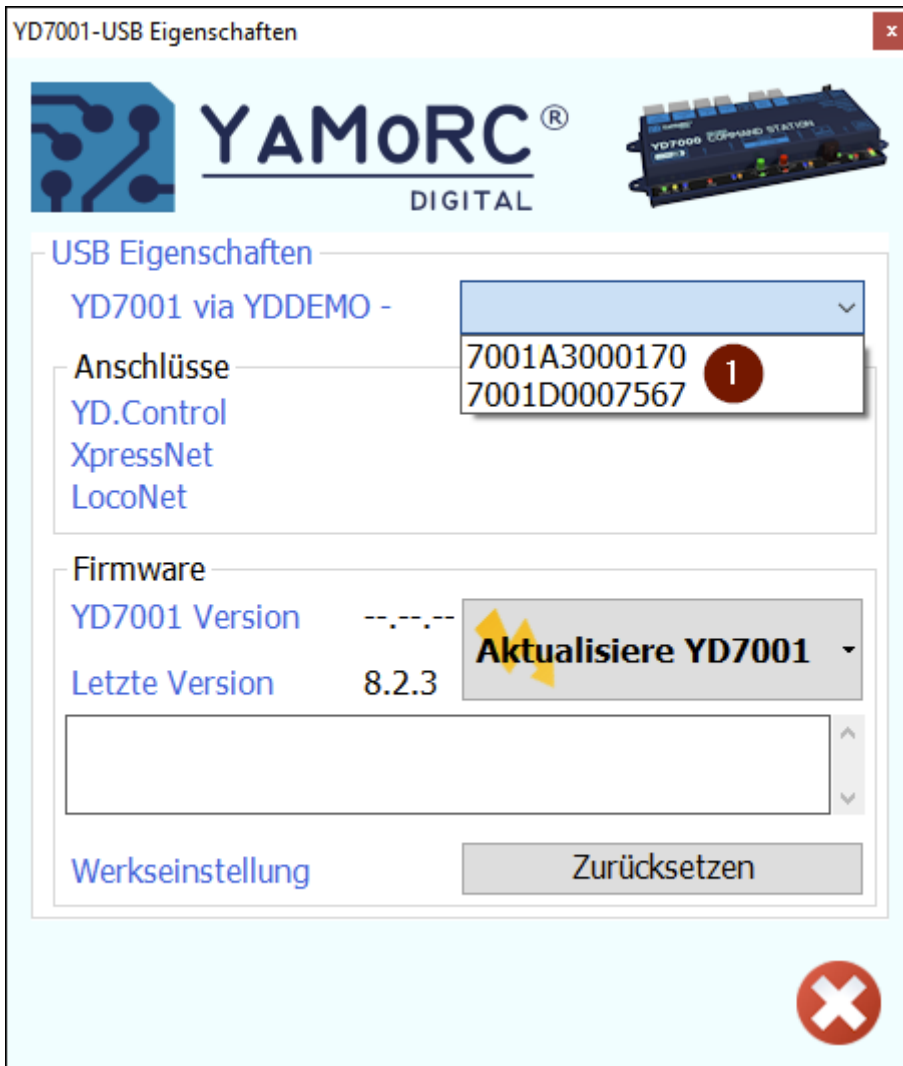 YD7001-USB Eigenschaften
x
YAMORC®
DIGITAL
YD7000 COMMAND STATION
USB Eigenschaften
YD7001 via YDDEMO -
7001A3000170
7001D0007567
1
Anschlüsse
YD.Control
XpressNet
LocoNet
Firmware
YD7001 Version --.--.--
Aktualisiere YD7001
Letzte Version 8.2.3
Werkseinstellung Zurücksetzen